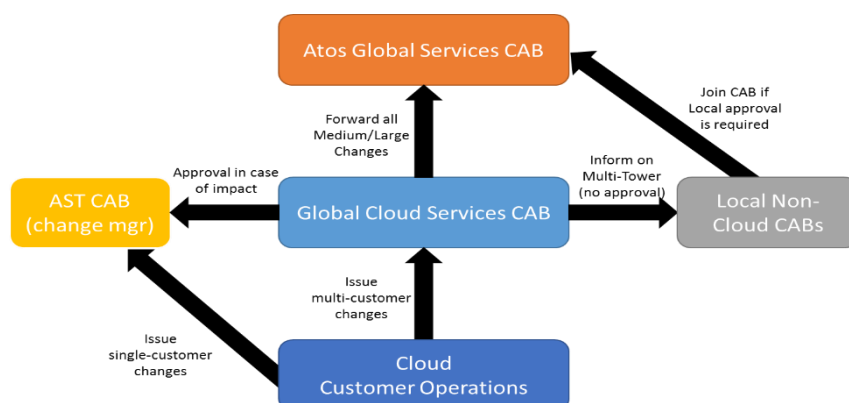 Atos Global Services CAB
Forward all
Medium/Large
Changes
Join CAB if
Local approval
is required
Approval in case
of impact
Inform on
Multi-Tower
(no approval)
AST CAB
(change mgr)
Global Cloud Services CAB
Local Non-
Cloud CABs
Issue
multi-customer
changes
Issue
single-customer
changes
Cloud
Customer Operations